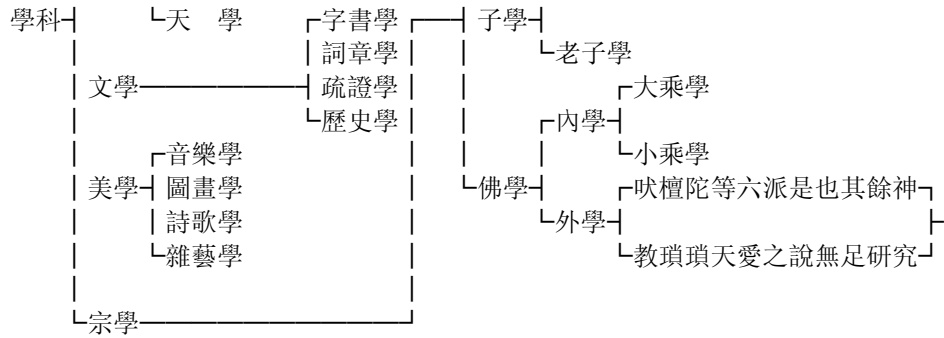 學科 天 學 字書學 子學
詞章學 老子學
文學 疏證學 大乘學
歷史學 內學
音樂學 小乘學
美學 圖畫學 佛學 吠檀陀等六派是也其餘神
詩歌學 外學
雜藝學 教瑣瑣天愛之說無足研究
宗學